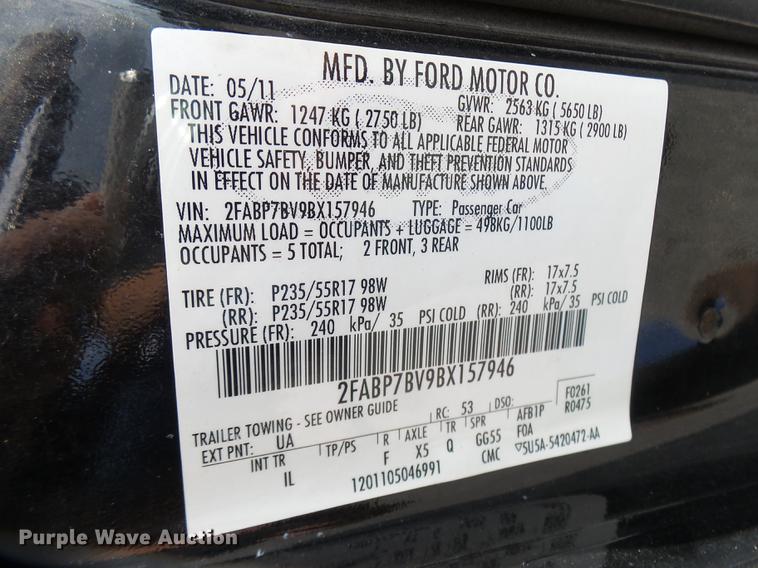 MFD. BY FORD MOTOR CO.
DATE: 05/11 GVWR: 2563 KG ( 5650 LB)
FRONT GAWR: 1247 KG ( 2750 LB) REAR GAWR: 1315 KG ( 2900 LB)
THIS VEHICLE CONFORMS TO ALL APPLICABLE FEDERAL MOTOR
VEHICLE SAFETY, BUMPER, AND THEFT PREVENTION STANDARDS
IN EFFECT ON THE DATE OF MANUFACTURE SHOWN ABOVE.
VIN: 2FABP7BV9BX157946 TYPE: Passenger Car
MAXIMUM LOAD = OCCUPANTS + LUGGAGE = 498KG/1100LB
OCCUPANTS = 5 TOTAL; 2 FRONT, 3 REAR
TIRE (FR): P235/55R17 98W RIMS (FR): 17x7.5
(RR): P235/55R17 98W (RR): 17x7.5
PRESSURE (FR): 240 kPa/ 35 PSI COLD (RR): 240 kPa/ 35 PSI COLD
2FABP7BV9BX157946
F0261
R0475
TRAILER TOWING - SEE OWNER GUIDE RC: 53 DSO:
EXT PNT: UA R AXLE TR SPR AFB1P
INT TR TP/PS F X5 Q GG55 F0A
IL 1201105046991 CMC ▽5U5A-5420472-AA
Purple Wave Auction